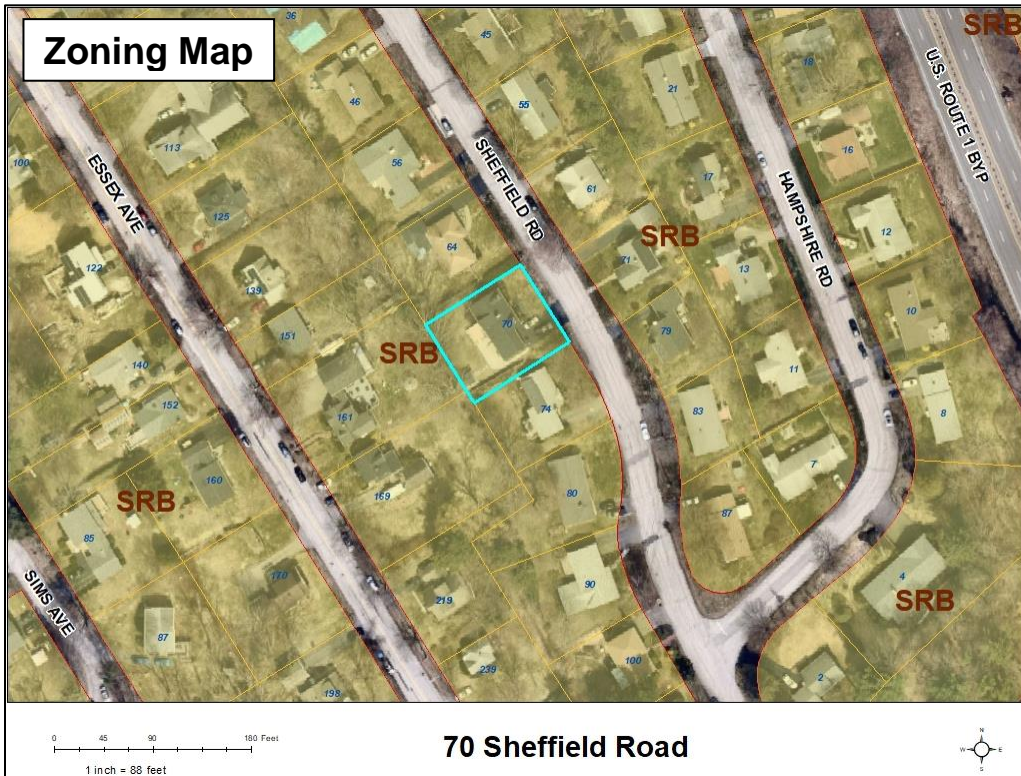 Zoning Map
36
45
SRB
18
46
55
21
U.S. ROUTE 1 BYP
113
100
ESSEX AVE
56
SHEFFIELD RD
61
17
16
HAMPSHIRE RD
125
64
71
SRB
12
122
139
13
151
70
79
10
SRB
140
11
152
161
74
83
8
160
169
80
7
SRB
85
87
SIMS AVE
170
219
90
4
SRB
87
239
100
198
2
0 45 90 180 Feet
1 inch = 88 feet
70 Sheffield Road
N
W E
S